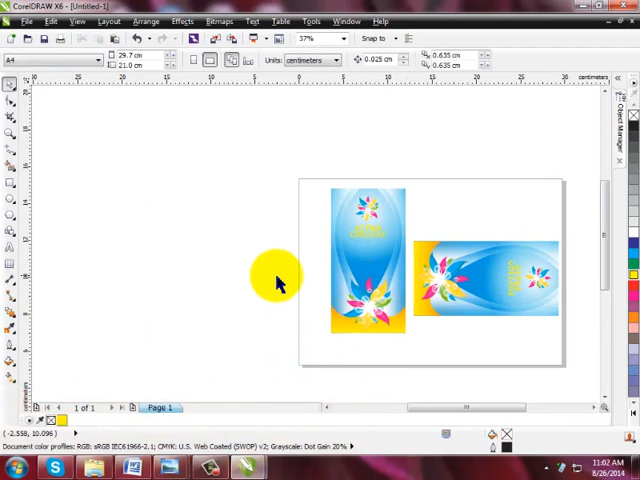 CorelDRAW X6 - [Untitled-1]
File Edit View Layout Arrange Effects Bitmaps Text Table Tools Window Help
37% Snap to
A4 29.7 cm 21.0 cm Units: centimeters 0.025 cm 0.635 cm 0.635 cm
centimeters
Object Manager
centimeters
1 of 1 Page 1
(-2.558, 10.096)
Document color profiles: RGB: sRGB IEC61966-2.1; CMYK: U.S. Web Coated (SWOP) v2; Grayscale: Dot Gain 20%
11:02 AM
8/26/2014